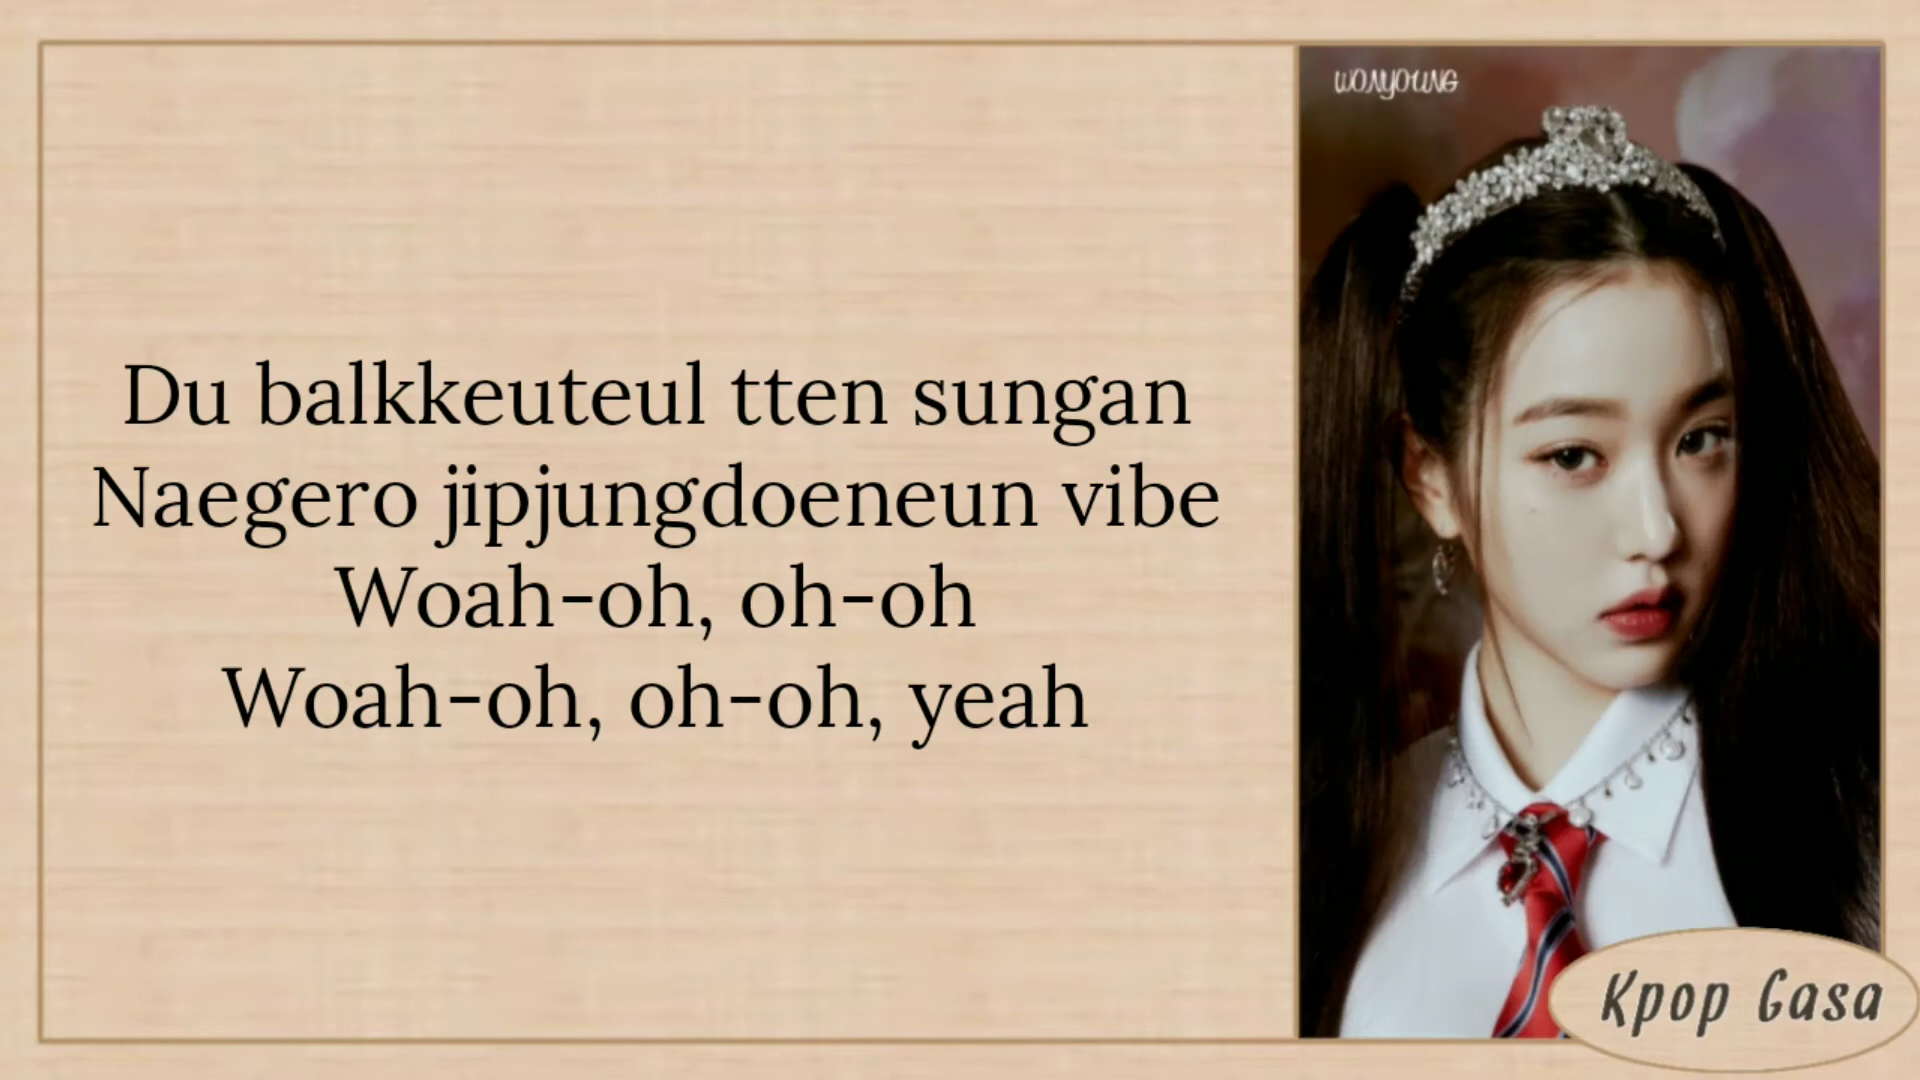 WONYOUNG
Du balkkeuteul tten sungan
Naegero jipjungdoeneun vibe
Woah-oh, oh-oh
Woah-oh, oh-oh, yeah
Kpop Gasa